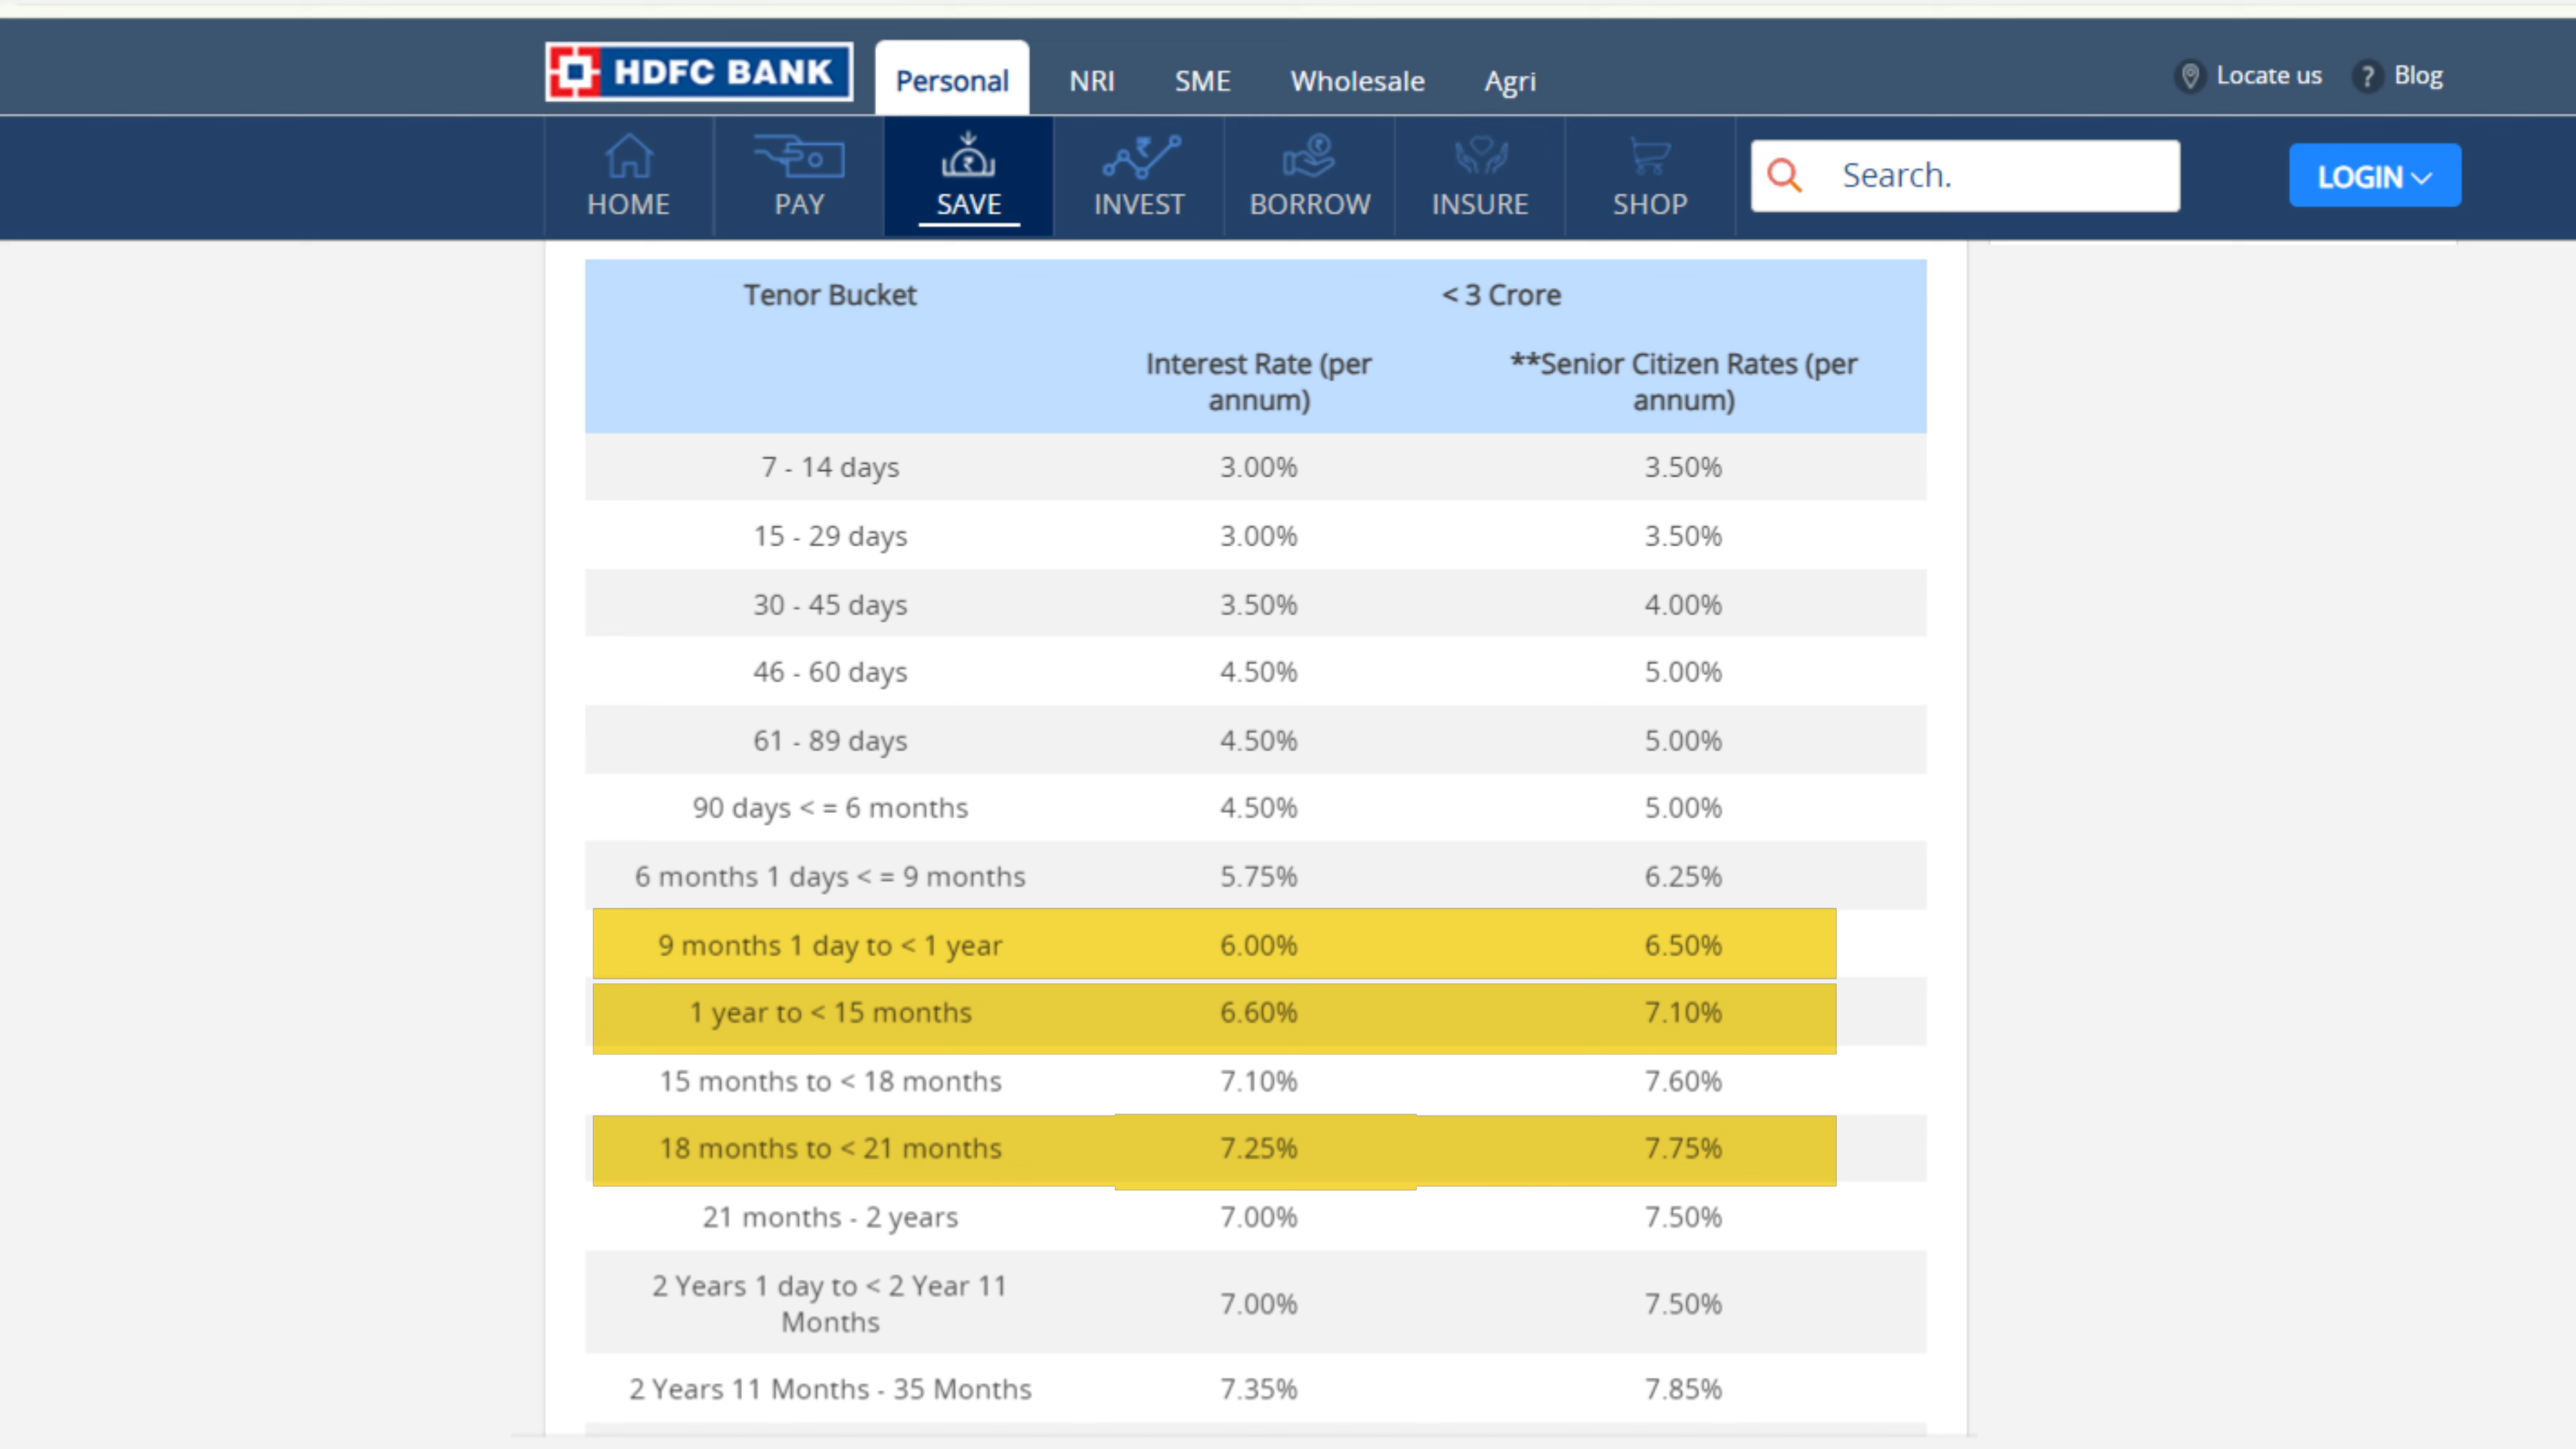 HDFC BANK Personal NRI SME Wholesale Agri Locate us ? Blog
HOME PAY SAVE INVEST BORROW INSURE SHOP Search. LOGIN
Tenor Bucket < 3 Crore
Interest Rate (per annum) **Senior Citizen Rates (per annum)
7 - 14 days 3.00% 3.50%
15 - 29 days 3.00% 3.50%
30 - 45 days 3.50% 4.00%
46 - 60 days 4.50% 5.00%
61 - 89 days 4.50% 5.00%
90 days < = 6 months 4.50% 5.00%
6 months 1 days < = 9 months 5.75% 6.25%
9 months 1 day to < 1 year 6.00% 6.50%
1 year to < 15 months 6.60% 7.10%
15 months to < 18 months 7.10% 7.60%
18 months to < 21 months 7.25% 7.75%
21 months - 2 years 7.00% 7.50%
2 Years 1 day to < 2 Year 11 Months 7.00% 7.50%
2 Years 11 Months - 35 Months 7.35% 7.85%